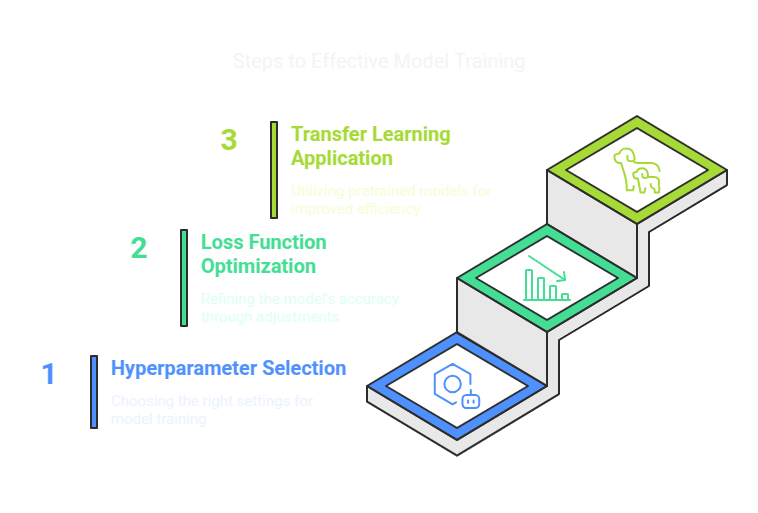 Steps to Effective Model Training
3
Transfer Learning
Application
Utilizing pretrained models for
improved efficiency
2
Loss Function
Optimization
Refining the model's accuracy
through adjustments
1
Hyperparameter Selection
Choosing the right settings for
model training